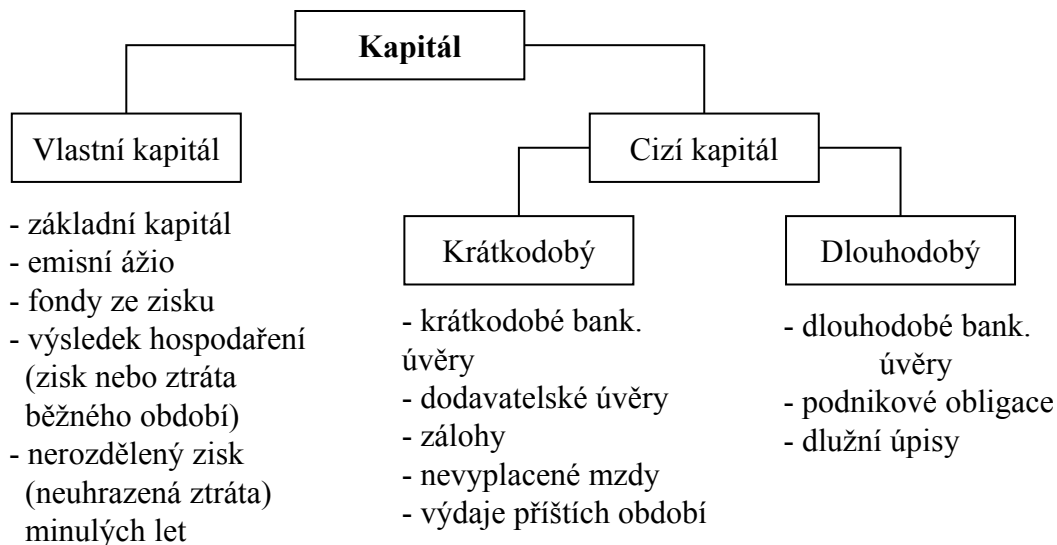 Kapitál
Vlastní kapitál
Cizí kapitál
- základní kapitál
- emisní ážio
- fondy ze zisku
- výsledek hospodaření
(zisk nebo ztráta
běžného období)
- nerozdělený zisk
(neuhrazená ztráta)
minulých let
Krátkodobý
- krátkodobé bank.
úvěry
- dodavatelské úvěry
- zálohy
- nevyplacené mzdy
- výdaje příštích období
Dlouhodobý
- dlouhodobé bank.
úvěry
- podnikové obligace
- dlužní úpisy